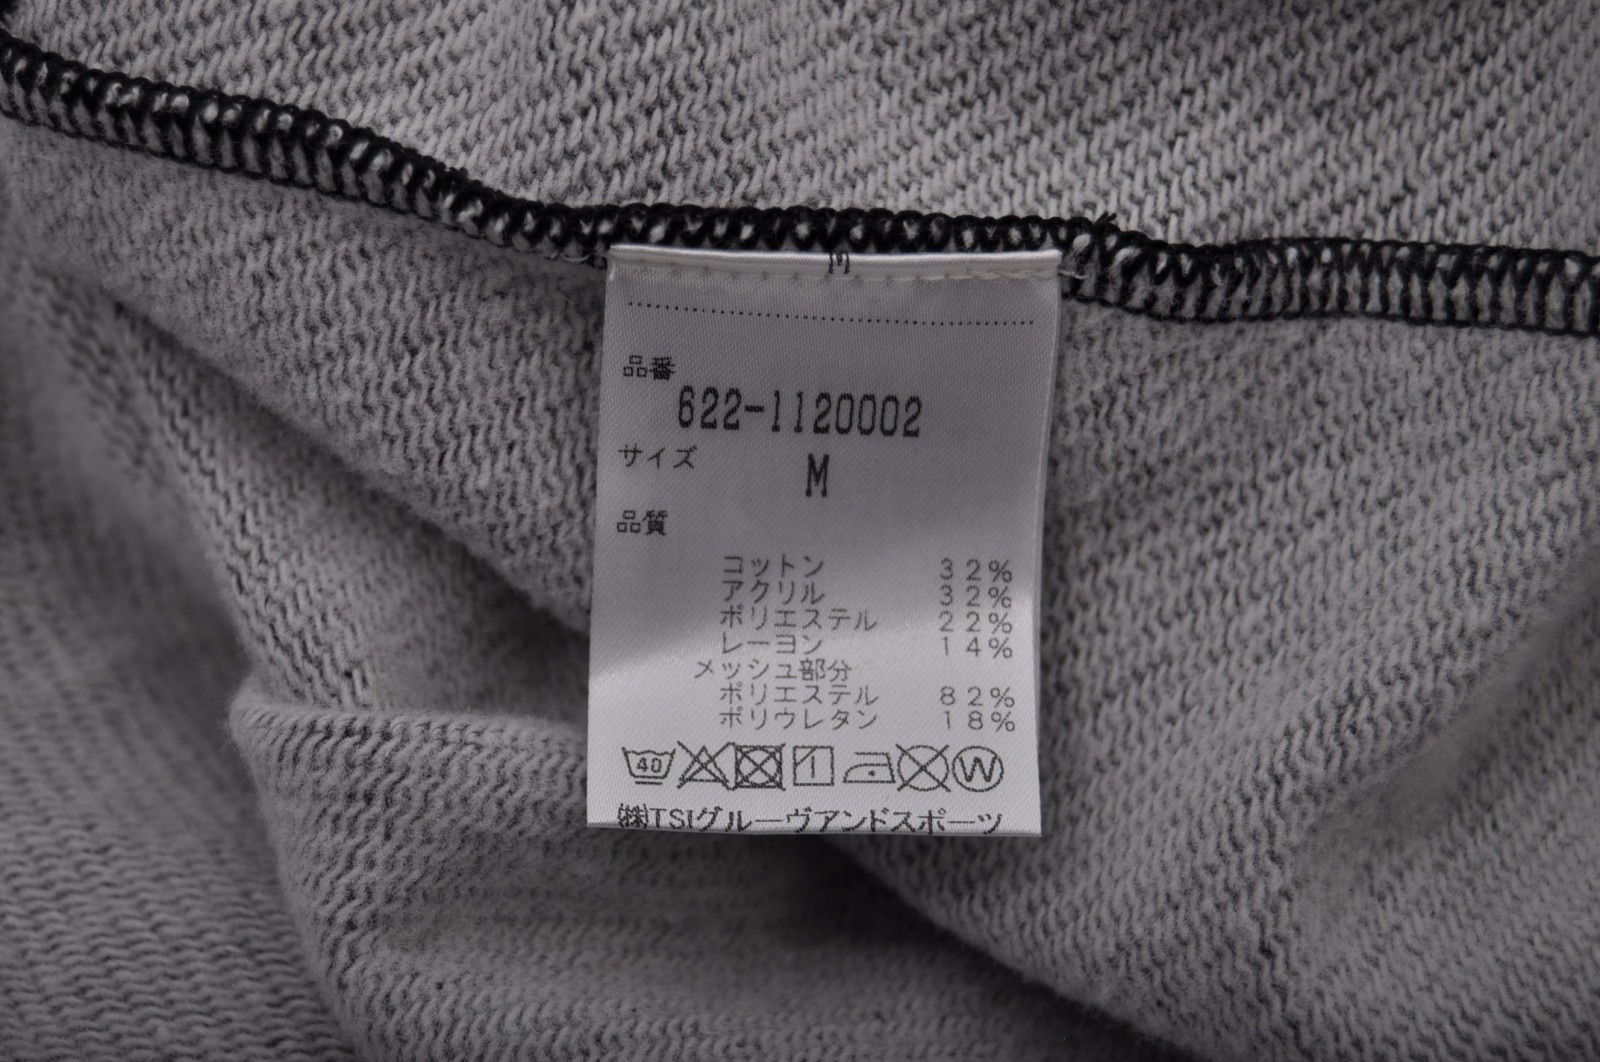 M
品番
622-1120002
サイズ
M
品質
コットン 32%
アクリル 32%
ポリエステル 22%
レーヨン 14%
メッシュ部分
ポリエステル 82%
ポリウレタン 18%
40 W
㈱TSIグルーヴアンドスポーツ